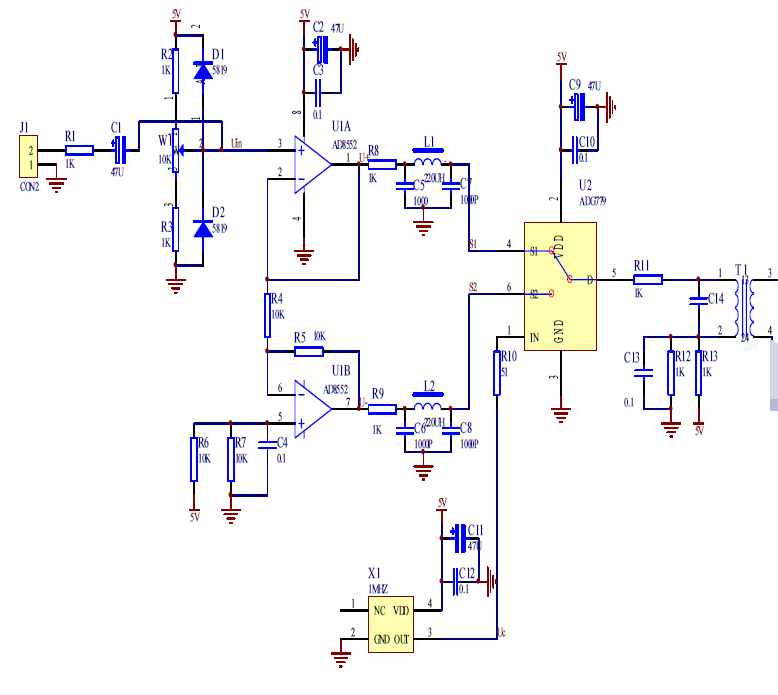 5V
2
R2
1K
D1
5819
1
J1
2
1
CON2
R1
1K
C1
47U
10K
2
Uin
3
R3
1K
D2
5819
5V
C2
47U
C3
0.1
8
3
2
1
4
U1A
AD8552
R8
1K
L1
220UH
C5
1000
C7
1000P
S1
R4
10K
R5
10K
U1B
AD8552
6
5
7
R9
1K
L2
220UH
C6
1000P
C8
1000P
S2
R6
10K
R7
10K
C4
0.1
5V
5V
C9
47U
C10
0.1
2
U2
ADG779
4
S1
VDD
D
5
6
S2
1
IN
GND
3
R10
51
R11
1K
C14
T1
1
2
3
4
C13
0.1
R12
1K
R13
1K
5V
5V
C11
47U
C12
0.1
X1
1MHZ
1
NC
VDD
4
2
GND
OUT
3
Uc